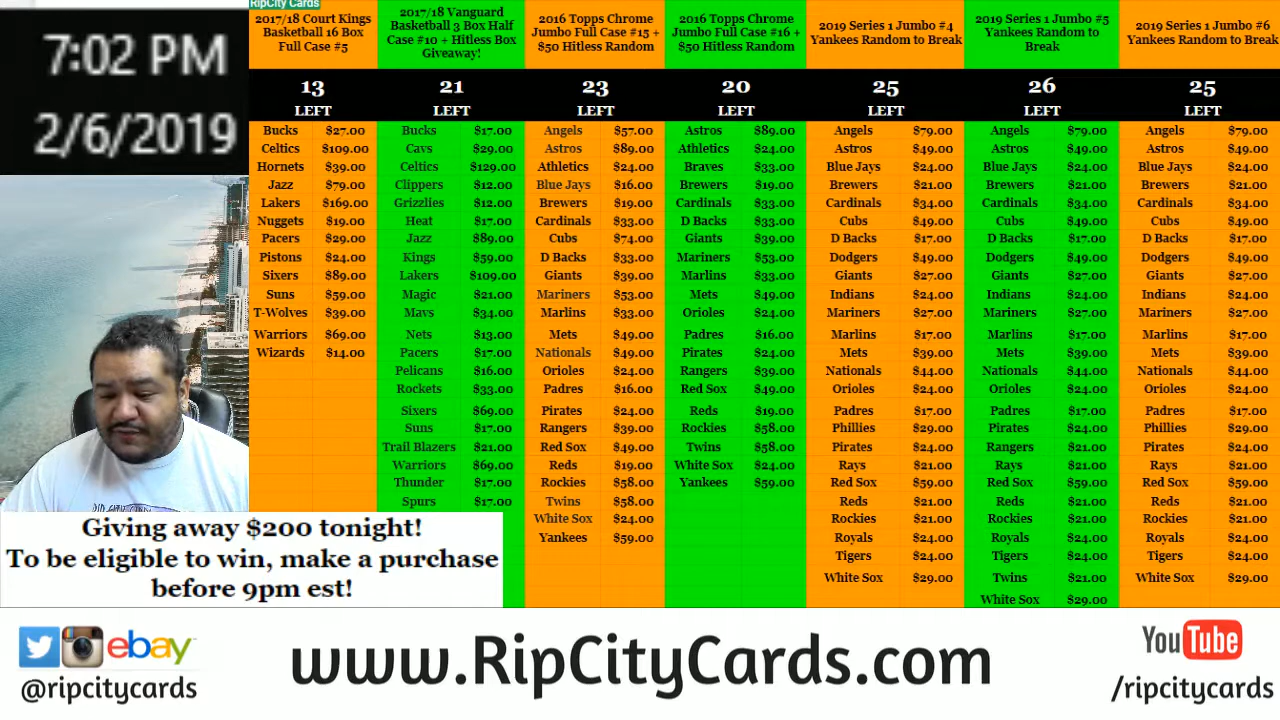 RipCity Cards
7:02 PM
2/6/2019
2017/18 Court Kings
Basketball 16 Box
Full Case #5
13
LEFT
Bucks $27.00
Celtics $109.00
Hornets $39.00
Jazz $79.00
Lakers $169.00
Nuggets $19.00
Pacers $29.00
Pistons $24.00
Sixers $89.00
Suns $59.00
T-Wolves $39.00
Warriors $69.00
Wizards $14.00
2017/18 Vanguard
Basketball 3 Box Half
Case #10 + Hitless Box
Giveaway!
21
LEFT
Bucks $17.00
Cavs $29.00
Celtics $129.00
Clippers $12.00
Grizzlies $12.00
Heat $17.00
Jazz $89.00
Kings $59.00
Lakers $109.00
Magic $21.00
Mavs $34.00
Nets $13.00
Pacers $17.00
Pelicans $16.00
Rockets $33.00
Sixers $69.00
Suns $17.00
Trail Blazers $21.00
Warriors $69.00
Thunder $17.00
Spurs $17.00
2016 Topps Chrome
Jumbo Full Case #15 +
$50 Hitless Random
23
LEFT
Angels $57.00
Astros $89.00
Athletics $24.00
Blue Jays $16.00
Brewers $19.00
Cardinals $33.00
Cubs $74.00
D Backs $33.00
Giants $39.00
Mariners $53.00
Marlins $33.00
Mets $49.00
Nationals $49.00
Orioles $24.00
Padres $16.00
Pirates $24.00
Rangers $39.00
Red Sox $49.00
Reds $19.00
Rockies $58.00
Twins $58.00
White Sox $24.00
Yankees $59.00
2016 Topps Chrome
Jumbo Full Case #16 +
$50 Hitless Random
20
LEFT
Astros $89.00
Athletics $24.00
Braves $33.00
Brewers $19.00
Cardinals $33.00
D Backs $33.00
Giants $39.00
Mariners $53.00
Marlins $33.00
Mets $49.00
Orioles $24.00
Padres $16.00
Pirates $24.00
Rangers $39.00
Red Sox $49.00
Reds $19.00
Rockies $58.00
Twins $58.00
White Sox $24.00
Yankees $59.00
2019 Series 1 Jumbo #4
Yankees Random to Break
25
LEFT
Angels $79.00
Astros $49.00
Blue Jays $24.00
Brewers $21.00
Cardinals $34.00
Cubs $49.00
D Backs $17.00
Dodgers $49.00
Giants $27.00
Indians $24.00
Mariners $27.00
Marlins $17.00
Mets $39.00
Nationals $44.00
Orioles $24.00
Padres $17.00
Phillies $29.00
Pirates $24.00
Rays $21.00
Red Sox $59.00
Reds $21.00
Rockies $21.00
Royals $24.00
Tigers $24.00
White Sox $29.00
2019 Series 1 Jumbo #5
Yankees Random to
Break
26
LEFT
Angels $79.00
Astros $49.00
Blue Jays $24.00
Brewers $21.00
Cardinals $34.00
Cubs $49.00
D Backs $17.00
Dodgers $49.00
Giants $27.00
Indians $24.00
Mariners $27.00
Marlins $17.00
Mets $39.00
Nationals $44.00
Orioles $24.00
Padres $17.00
Pirates $24.00
Rangers $21.00
Rays $21.00
Red Sox $59.00
Reds $21.00
Rockies $21.00
Royals $24.00
Tigers $24.00
Twins $21.00
White Sox $29.00
2019 Series 1 Jumbo #6
Yankees Random to Break
25
LEFT
Angels $79.00
Astros $49.00
Blue Jays $24.00
Brewers $21.00
Cardinals $34.00
Cubs $49.00
D Backs $17.00
Dodgers $49.00
Giants $27.00
Indians $24.00
Mariners $27.00
Marlins $17.00
Mets $39.00
Nationals $44.00
Orioles $24.00
Padres $17.00
Phillies $29.00
Pirates $24.00
Rays $21.00
Red Sox $59.00
Reds $21.00
Rockies $21.00
Royals $24.00
Tigers $24.00
White Sox $29.00
Giving away $200 tonight!
To be eligible to win, make a purchase
before 9pm est!
ebay
@ripcitycards
www.RipCityCards.com
YouTube
/ripcitycards